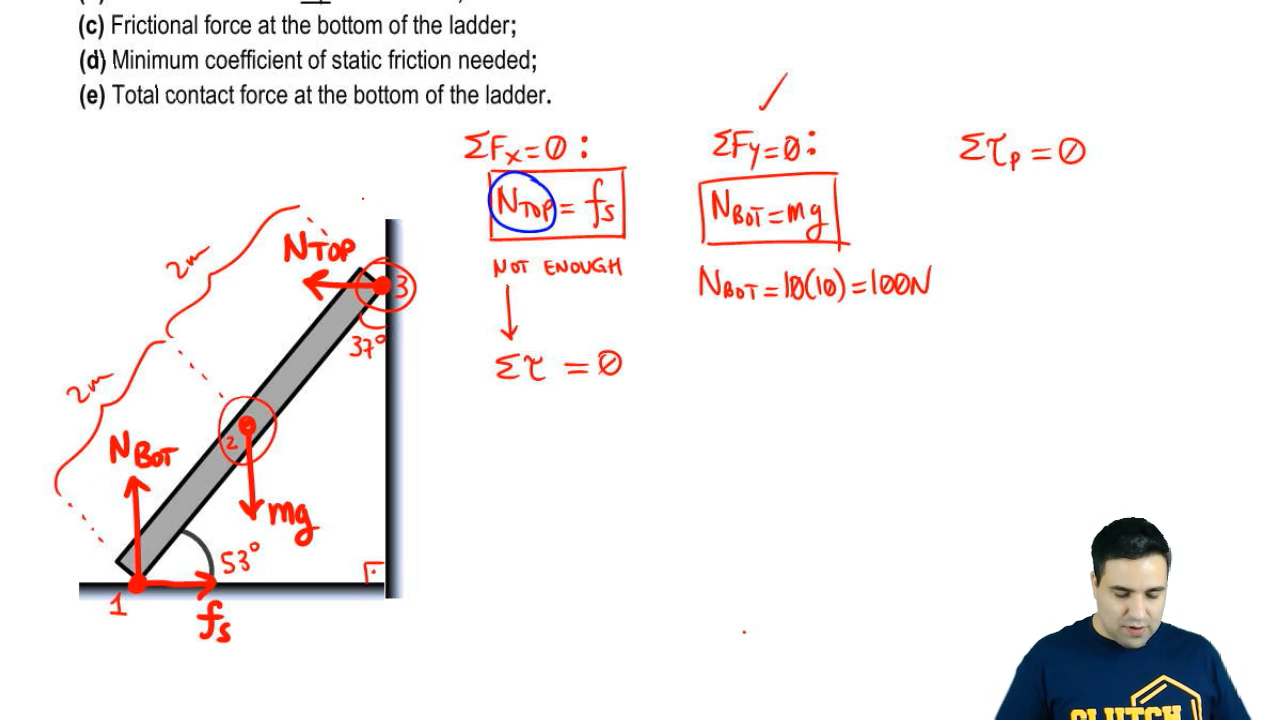 (c) Frictional force at the bottom of the ladder;
(d) Minimum coefficient of static friction needed;
(e) Total contact force at the bottom of the ladder.
ΣFx=0:
NTOP = fs
NOT ENOUGH
Στ = 0
ΣFy=0:
NBOT = mg
NBOT = 10(10) = 100N
ΣτP = 0
2m
NTOP
3
37°
2m
2
NBOT
mg
53°
1
fs
CLUTCH